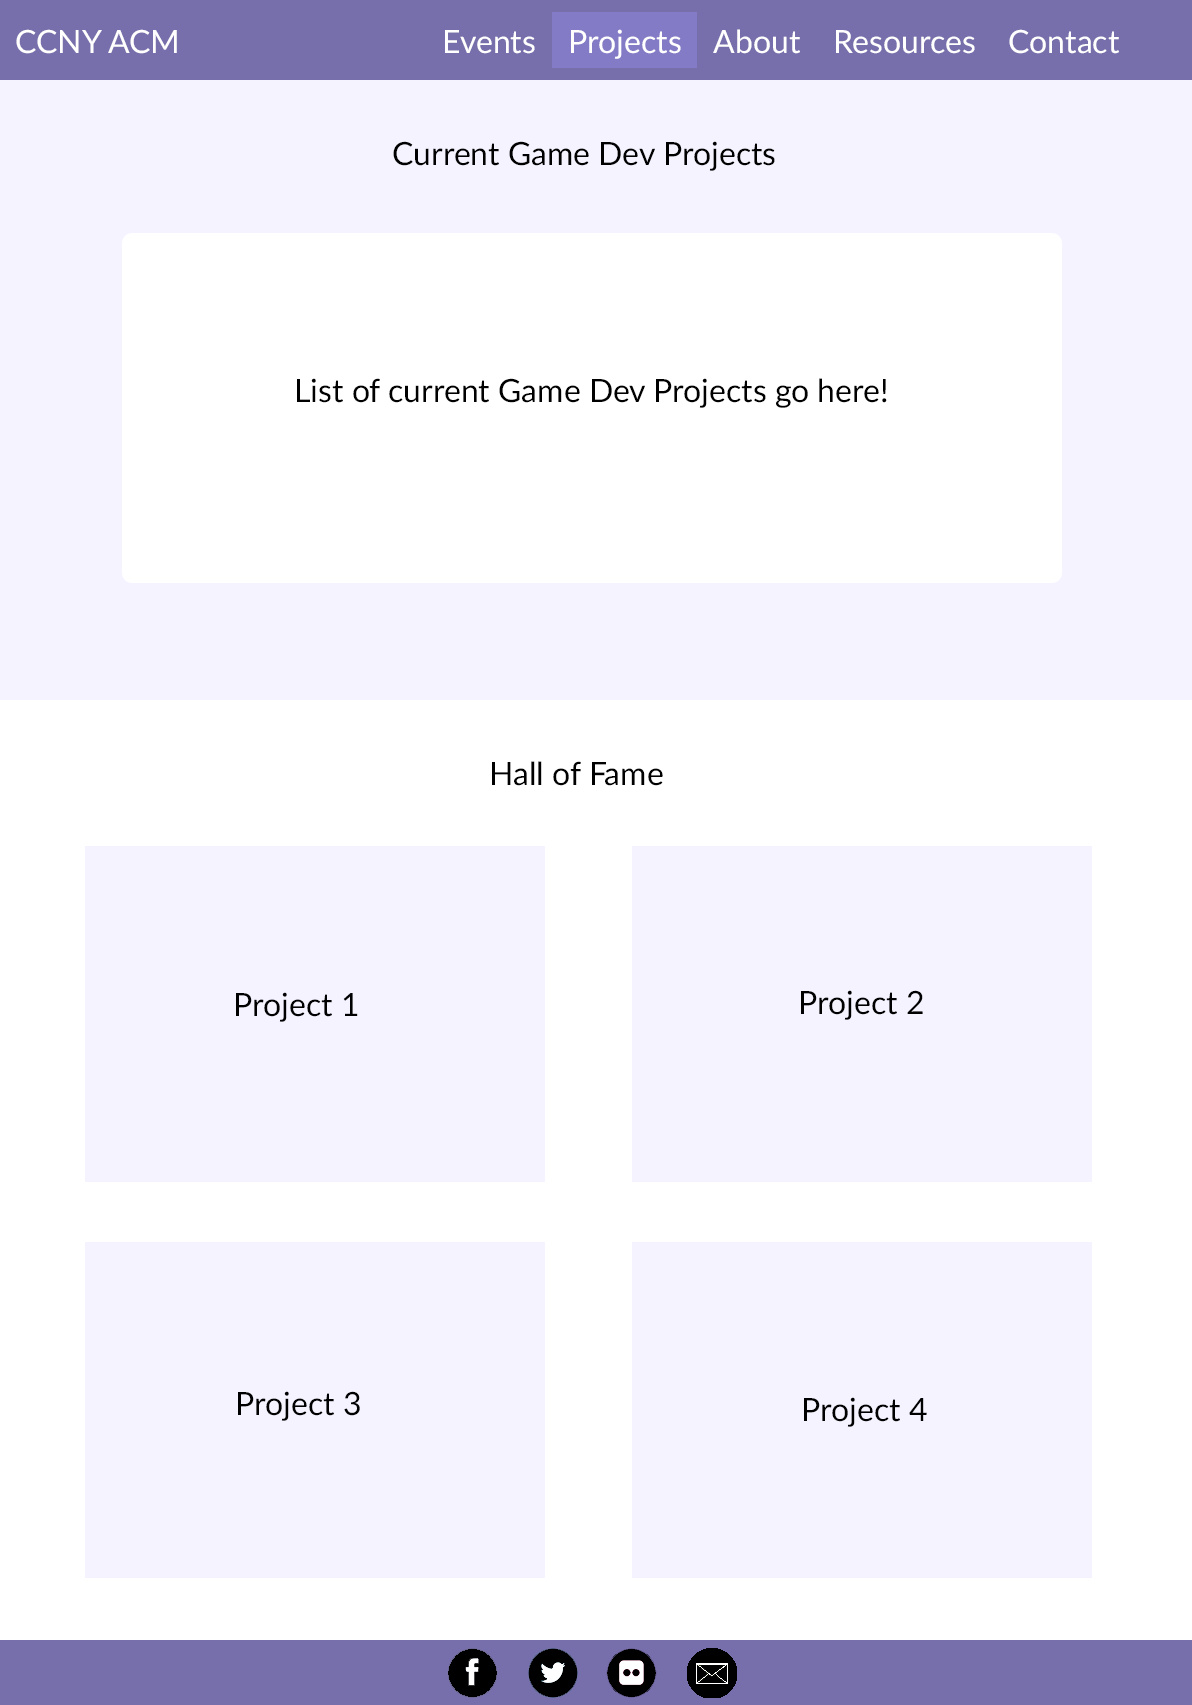 CCNY ACM
Events Projects About Resources Contact
Current Game Dev Projects
List of current Game Dev Projects go here!
Hall of Fame
Project 1
Project 2
Project 3
Project 4